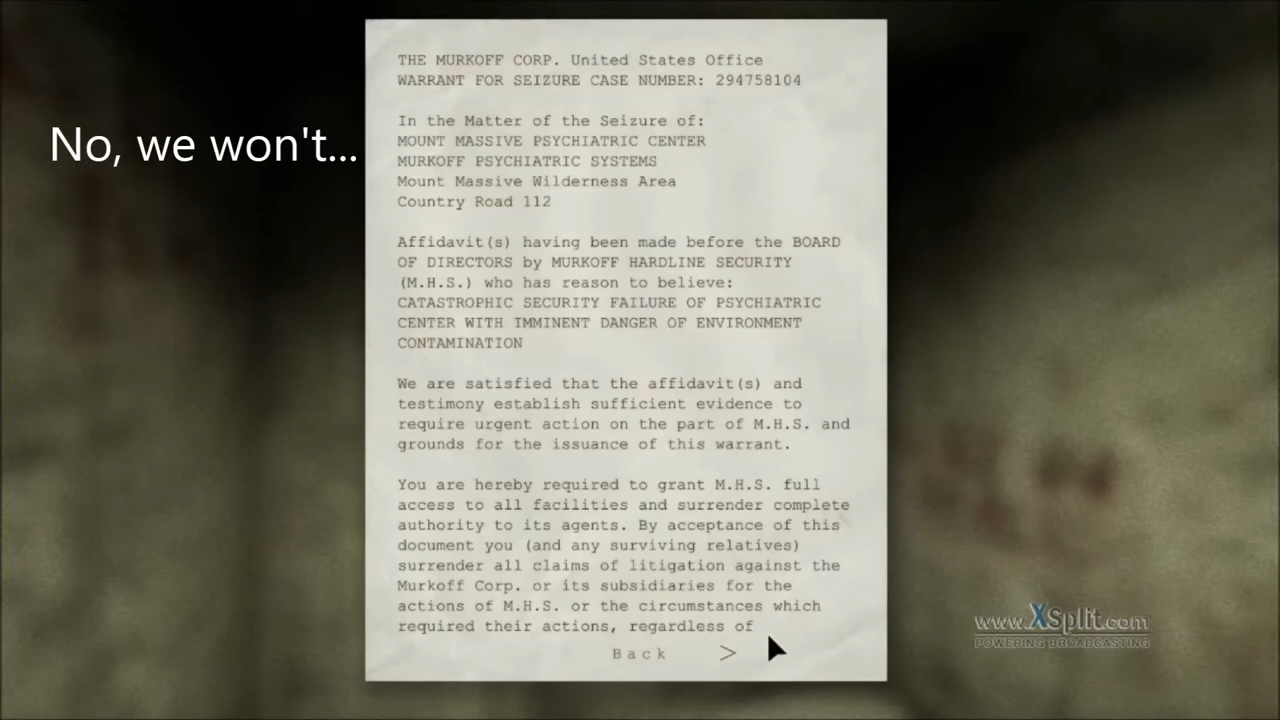 No, we won't...
THE MURKOFF CORP. United States Office
WARRANT FOR SEIZURE CASE NUMBER: 294758104
In the Matter of the Seizure of:
MOUNT MASSIVE PSYCHIATRIC CENTER
MURKOFF PSYCHIATRIC SYSTEMS
Mount Massive Wilderness Area
Country Road 112
Affidavit(s) having been made before the BOARD
OF DIRECTORS by MURKOFF HARDLINE SECURITY
(M.H.S.) who has reason to believe:
CATASTROPHIC SECURITY FAILURE OF PSYCHIATRIC
CENTER WITH IMMINENT DANGER OF ENVIRONMENT
CONTAMINATION
We are satisfied that the affidavit(s) and
testimony establish sufficient evidence to
require urgent action on the part of M.H.S. and
grounds for the issuance of this warrant.
You are hereby required to grant M.H.S. full
access to all facilities and surrender complete
authority to its agents. By acceptance of this
document you (and any surviving relatives)
surrender all claims of litigation against the
Murkoff Corp. or its subsidiaries for the
actions of M.H.S. or the circumstances which
required their actions, regardless of
Back >
www.XSplit.com
POWERING BROADCASTING